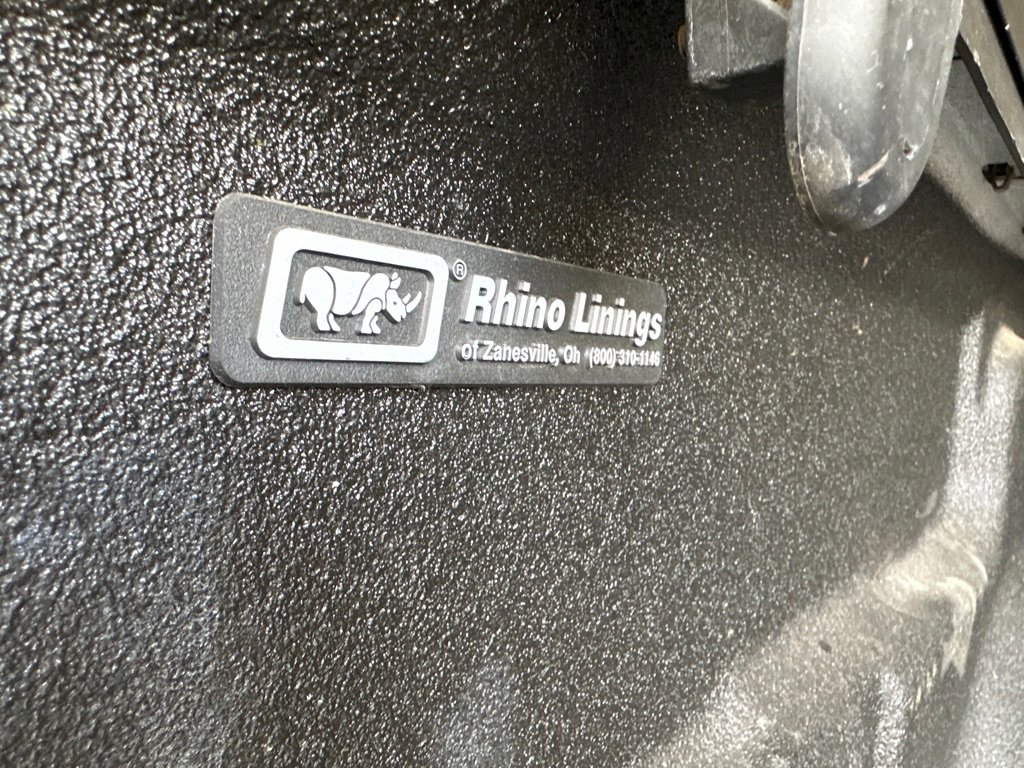 ® Rhino Linings
of Zanesville, Oh (800) 310-1146